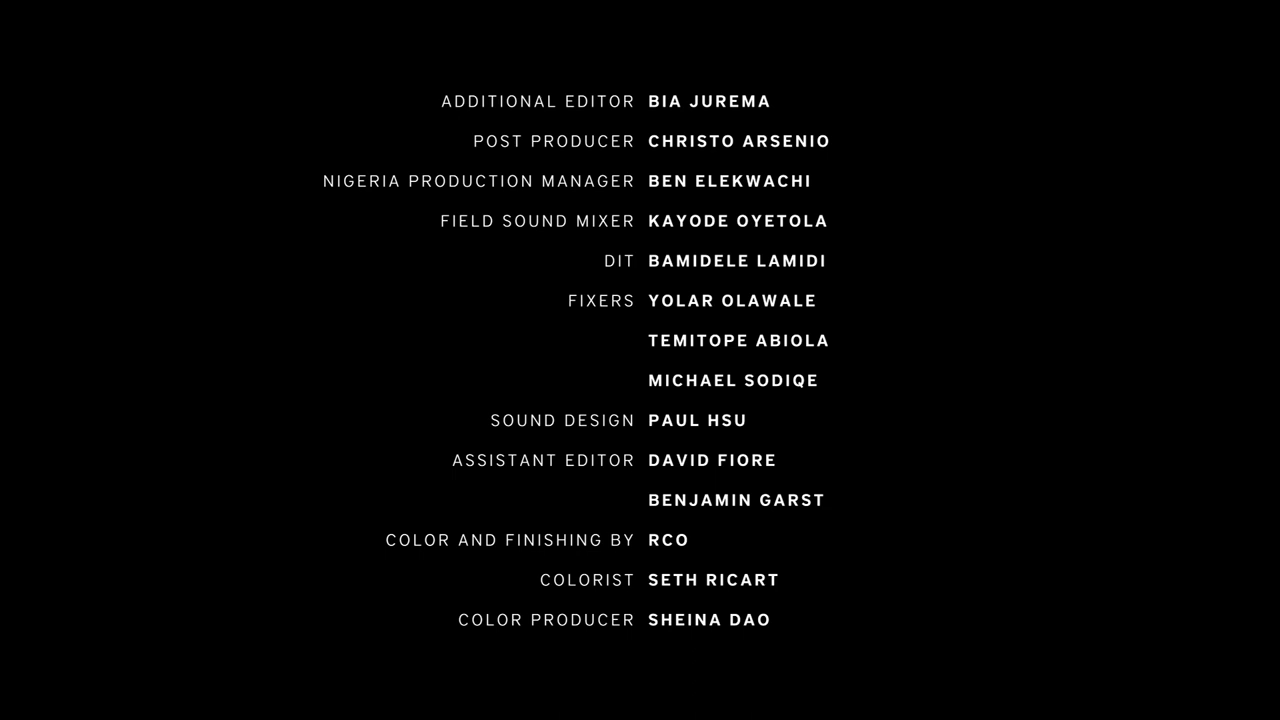 ADDITIONAL EDITOR BIA JUREMA
POST PRODUCER CHRISTO ARSENIO
NIGERIA PRODUCTION MANAGER BEN ELEKWACHI
FIELD SOUND MIXER KAYODE OYETOLA
DIT BAMIDELE LAMIDI
FIXERS YOLAR OLAWALE
TEMITOPE ABIOLA
MICHAEL SODIQE
SOUND DESIGN PAUL HSU
ASSISTANT EDITOR DAVID FIORE
BENJAMIN GARST
COLOR AND FINISHING BY RCO
COLORIST SETH RICART
COLOR PRODUCER SHEINA DAO